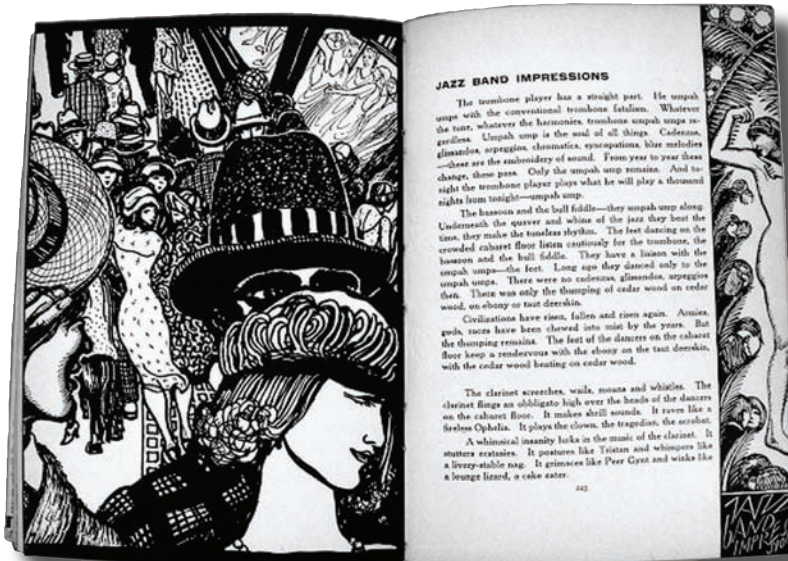 JAZZ BAND IMPRESSIONS
The trombone player has a straight part. He umpah
umps with the conventional trombone fatalism. Whatever
the tune, whatever the harmonies, trombone umpah umps re-
gardless. Umpah ump is the soul of all things. Cadenzas,
glissandos, arpeggios, chromatics, syncopations, blue melodies
—these are the embroidery of sound. From year to year these
change, these pass. Only the umpah ump remains. And to-
night the trombone player plays what he will play a thousand
nights from tonight—umpah ump.
The bassoon and the bull fiddle—they umpah ump along.
Underneath the quaver and whine of the jazz they beat the
time, they make the tuneless rhythm. The feet dancing on the
crowded cabaret floor listen cautiously for the trombone, the
bassoon and the bull fiddle. They have a liaison with the
umpah umps—the feet. Long ago they danced only to the
umpah umps. There were no cadenzas, glissandos, arpeggios
then. There was only the thumping of cedar wood on cedar
wood, on ebony or taut deerskin.
Civilizations have risen, fallen and risen again. Armies,
gods, races have been chewed into mist by the years. But
the thumping remains. The feet of the dancers on the cabaret
floor keep a rendezvous with the ebony on the taut deerskin,
with the cedar wood beating on cedar wood.
The clarinet screeches, wails, moans and whistles. The
clarinet flings an obbligato high over the heads of the dancers
on the cabaret floor. It makes shrill sounds. It raves like a
fireless Ophelia. It plays the clown, the tragedian, the acrobat.
A whimsical insanity lurks in the music of the clarinet. It
stutters ecstasies. It postures like Tristan and whimpers like
a livery-stable nag. It grimaces like Peer Gynt and winks like
a lounge lizard, a cake eater.
223
JAZZ
BAND
IMPRES